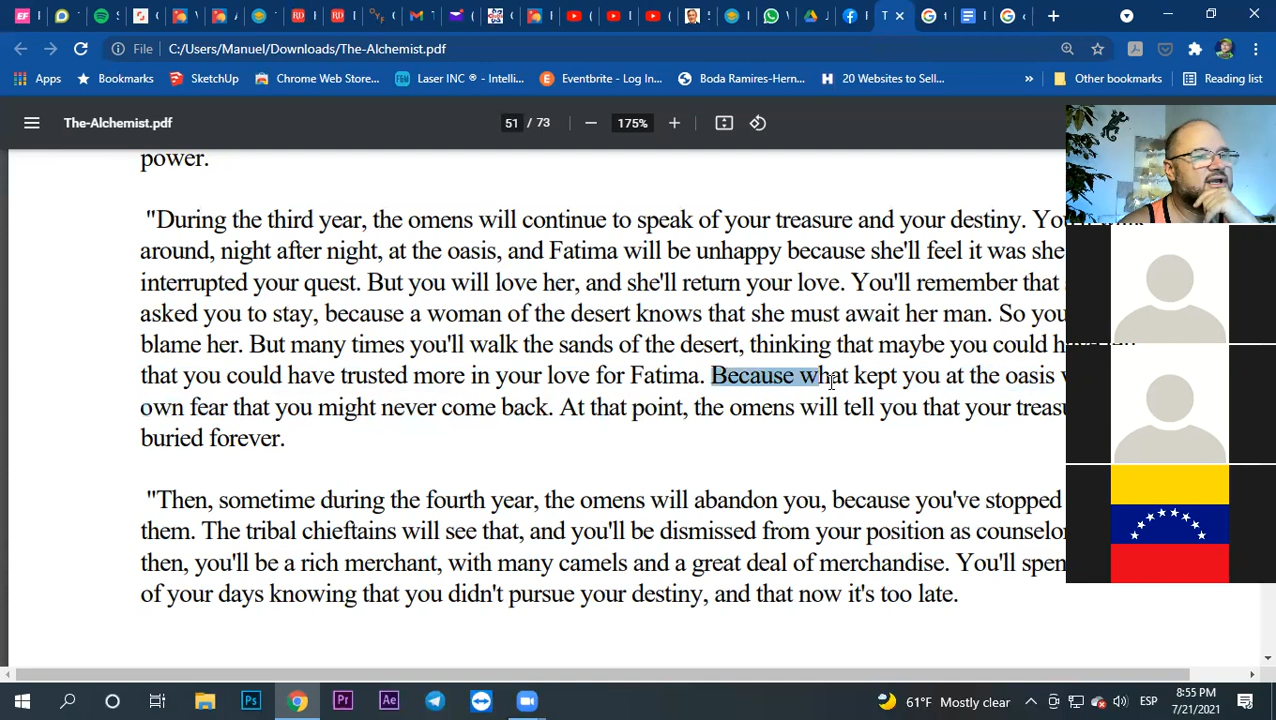 File C:/Users/Manuel/Downloads/The-Alchemist.pdf
Apps Bookmarks SketchUp Chrome Web Store... Laser INC ® - Intelli... Eventbrite - Log In... Boda Ramires-Hern... 20 Websites to Sell... » Other bookmarks Reading list
The-Alchemist.pdf 51 / 73 175%
power.
"During the third year, the omens will continue to speak of your treasure and your destiny.
around, night after night, at the oasis, and Fatima will be unhappy because she'll feel it was she
interrupted your quest. But you will love her, and she'll return your love. You'll remember that
asked you to stay, because a woman of the desert knows that she must await her man. So
blame her. But many times you'll walk the sands of the desert, thinking that maybe you could
that you could have trusted more in your love for Fatima. Because what kept you at the oasis
own fear that you might never come back. At that point, the omens will tell you that your
buried forever.
"Then, sometime during the fourth year, the omens will abandon you, because you've stopped
them. The tribal chieftains will see that, and you'll be dismissed from your position as
then, you'll be a rich merchant, with many camels and a great deal of merchandise. You'll
of your days knowing that you didn't pursue your destiny, and that now it's too late.
61°F Mostly clear ESP 8:55 PM
7/21/2021